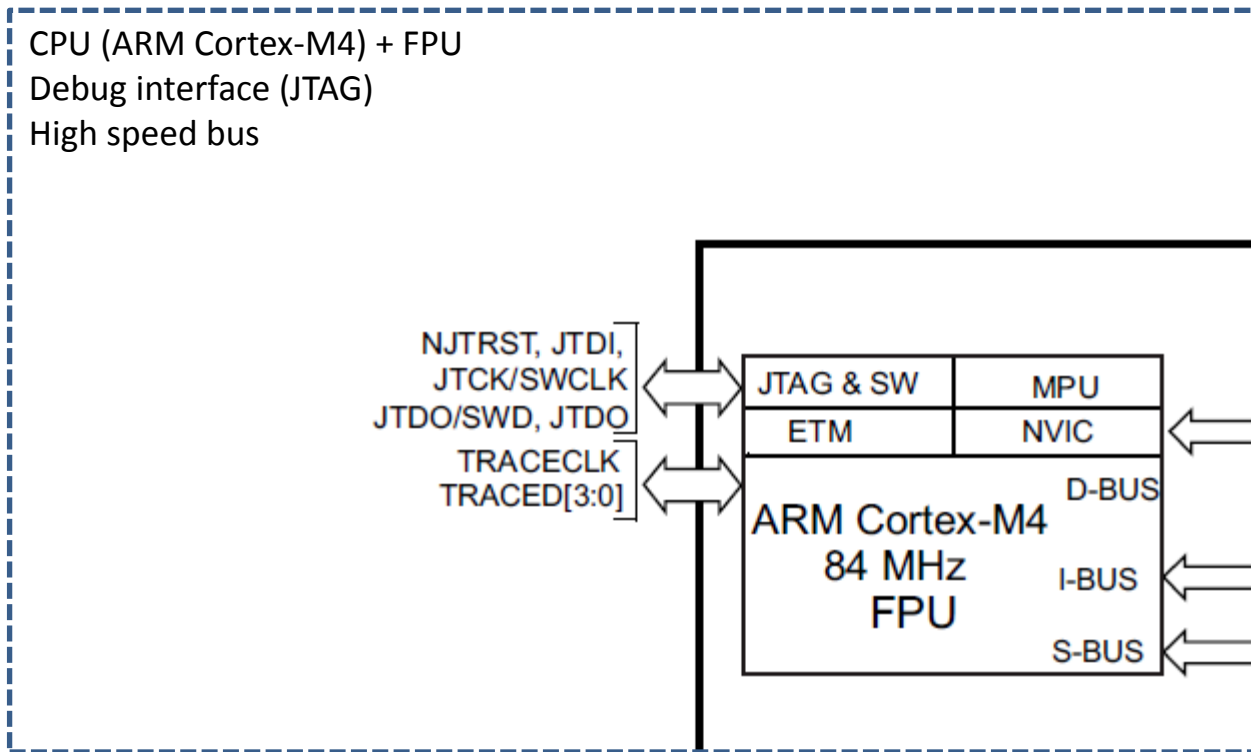 CPU (ARM Cortex-M4) + FPU
Debug interface (JTAG)
High speed bus
NJTRST, JTDI,
JTCK/SWCLK
JTDO/SWD, JTDO
TRACECLK
TRACED[3:0]
JTAG & SW
MPU
ETM
NVIC
D-BUS
ARM Cortex-M4
84 MHz
FPU
I-BUS
S-BUS